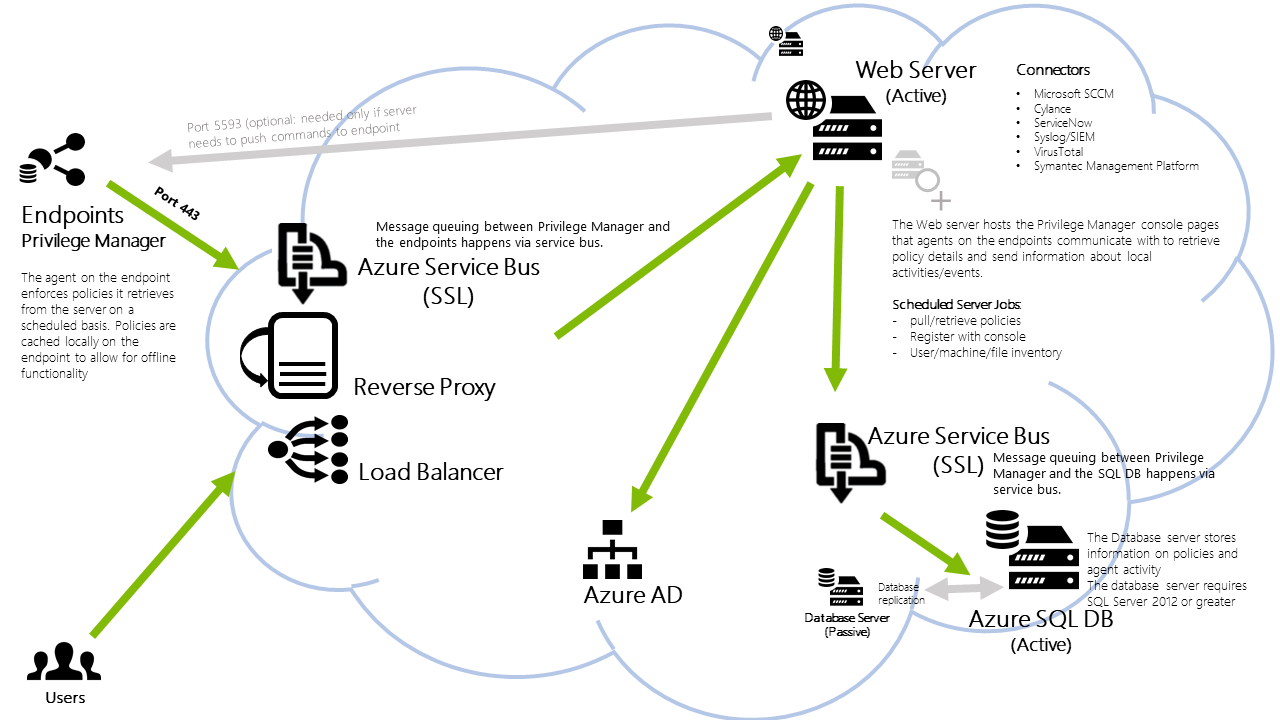 Web Server
(Active)
Connectors
• Microsoft SCCM
• Cylance
• ServiceNow
• Syslog/SIEM
• VirusTotal
• Symantec Management Platform
Port 5593 (optional: needed only if server
needs to push commands to endpoint
Port 443
Endpoints
Privilege Manager
The agent on the endpoint
enforces policies it retrieves
from the server on a
scheduled basis. Policies are
cached locally on the
endpoint to allow for offline
functionality
Message queuing between Privilege Manager and
the endpoints happens via service bus.
Azure Service Bus
(SSL)
Reverse Proxy
Load Balancer
The Web server hosts the Privilege Manager console pages
that agents on the endpoints communicate with to retrieve
policy details and send information about local
activities/events.
Scheduled Server Jobs:
- pull/retrieve policies
- Register with console
- User/machine/file inventory
Azure Service Bus
(SSL)
Message queuing between Privilege
Manager and the SQL DB happens via
service bus.
The Database server stores
information on policies and
agent activity
The database server requires
SQL Server 2012 or greater
Azure AD
Database
replication
Database Server
(Passive)
Azure SQL DB
(Active)
Users